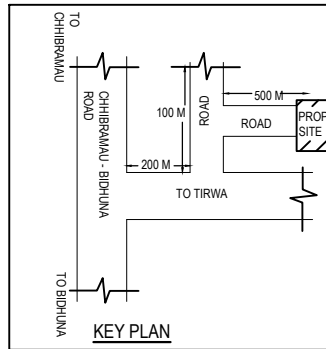 TO
CHHIBRAMAU
CHHIBRAMAU - BIDHUNA
ROAD
100 M
ROAD
500 M
ROAD
PROP
SITE
200 M
TO TIRWA
TO BIDHUNA
KEY PLAN